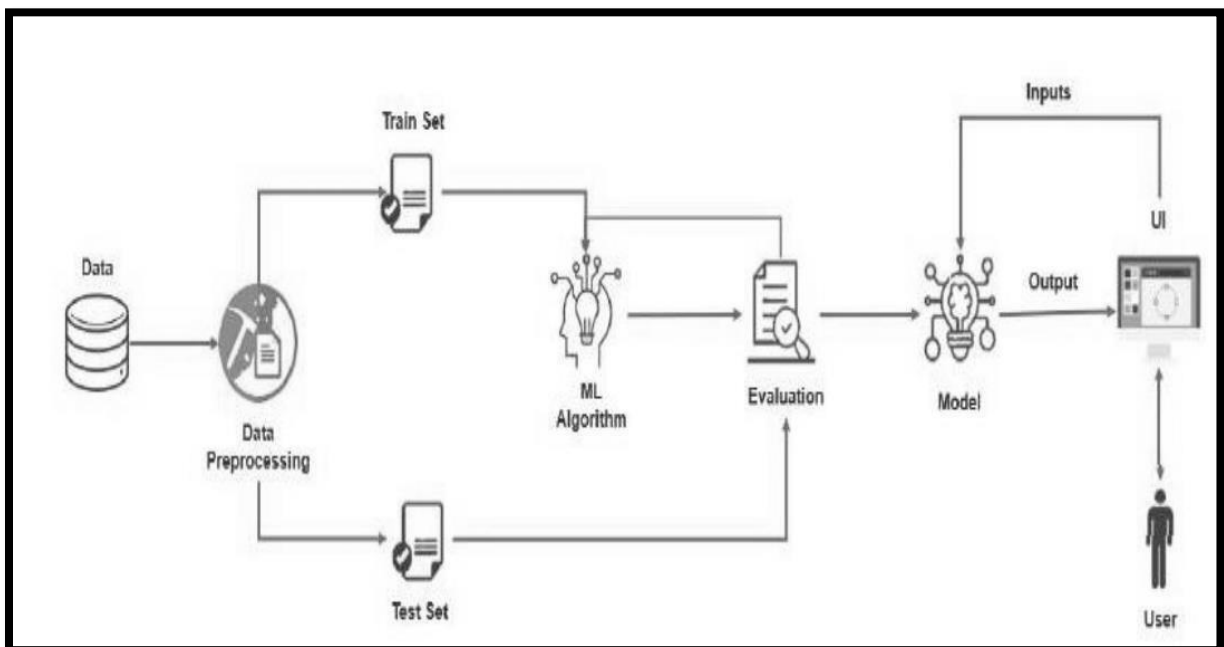 Inputs
Train Set
UI
Data
Output
ML
Algorithm
Evaluation
Model
Data
Preprocessing
Test Set
User